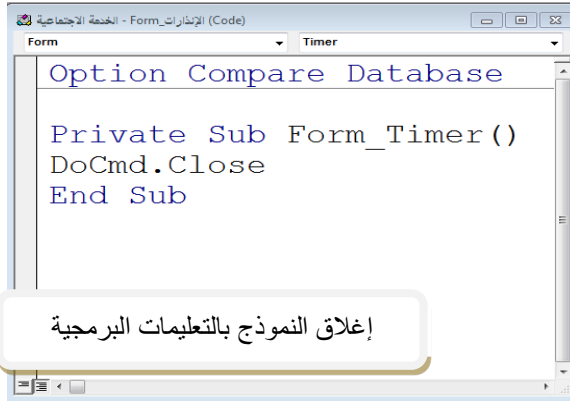 الخدمة الاجتماعية - Form_الإنذارات (Code)
Form Timer
Option Compare Database
Private Sub Form_Timer()
DoCmd.Close
End Sub
إغلاق النموذج بالتعليمات البرمجية